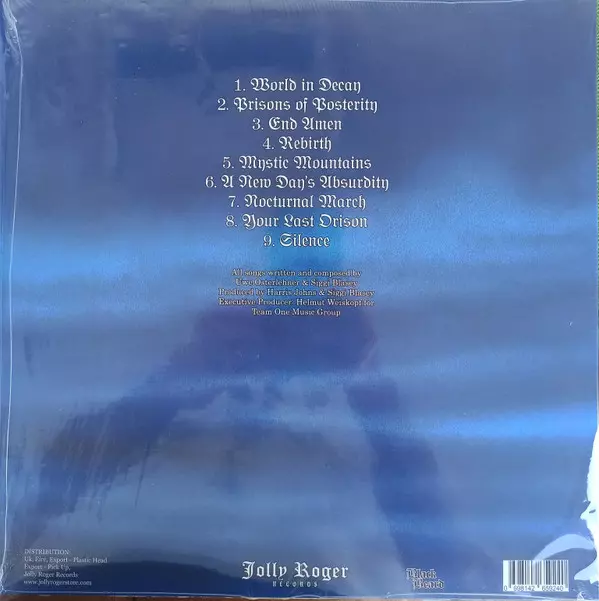 1. World in Decay
2. Prisons of Posterity
3. End Amen
4. Rebirth
5. Mystic Mountains
6. A New Day's Absurdity
7. Nocturnal March
8. Your Last Orison
9. Silence
All songs written and composed by
Uwe Osterlehner & Siggi Blasey
Produced by Harris Johns & Siggi Blasey
Executive-Producer: Helmut Weiskopf for
Team One Music Group
DISTRIBUTION:
Uk, Eire, Export - Plastic Head
Export - Pick Up,
Jolly Roger Records
www.jollyrogerstore.com
Jolly Roger
RECORDS
Black
Beard